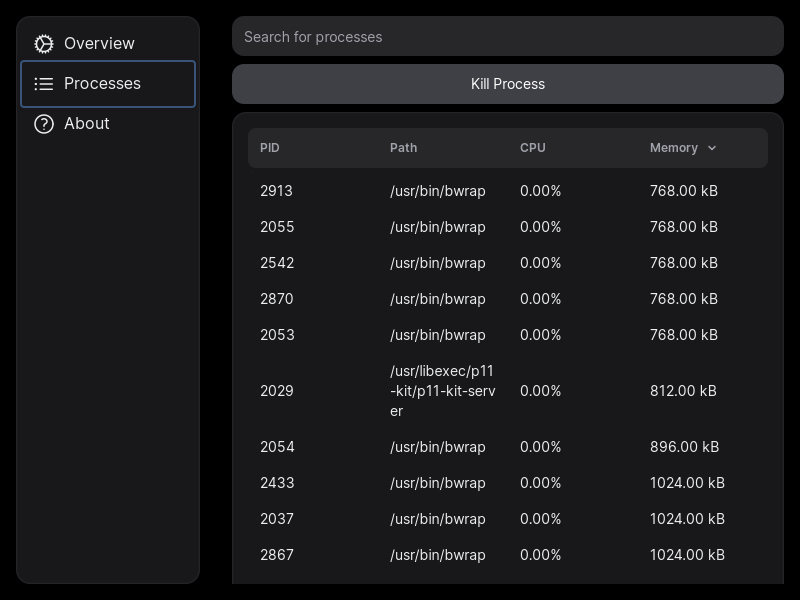 Overview
Processes
About
Search for processes
Kill Process
PID Path CPU Memory
2913 /usr/bin/bwrap 0.00% 768.00 kB
2055 /usr/bin/bwrap 0.00% 768.00 kB
2542 /usr/bin/bwrap 0.00% 768.00 kB
2870 /usr/bin/bwrap 0.00% 768.00 kB
2053 /usr/bin/bwrap 0.00% 768.00 kB
/usr/libexec/p11
2029 -kit/p11-kit-serv 0.00% 812.00 kB
er
2054 /usr/bin/bwrap 0.00% 896.00 kB
2433 /usr/bin/bwrap 0.00% 1024.00 kB
2037 /usr/bin/bwrap 0.00% 1024.00 kB
2867 /usr/bin/bwrap 0.00% 1024.00 kB